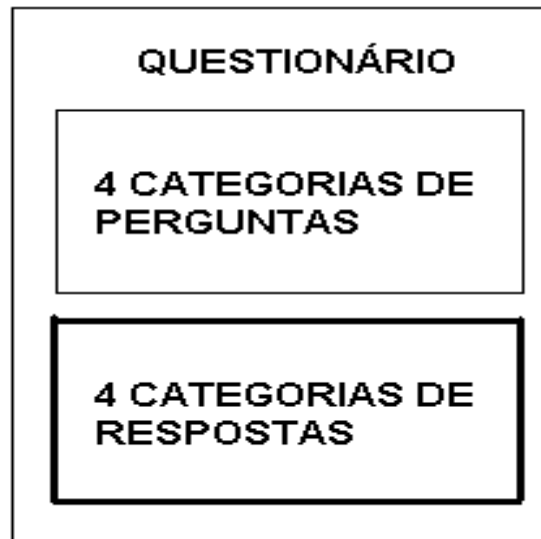 QUESTIONÁRIO
4 CATEGORIAS DE
PERGUNTAS
4 CATEGORIAS DE
RESPOSTAS